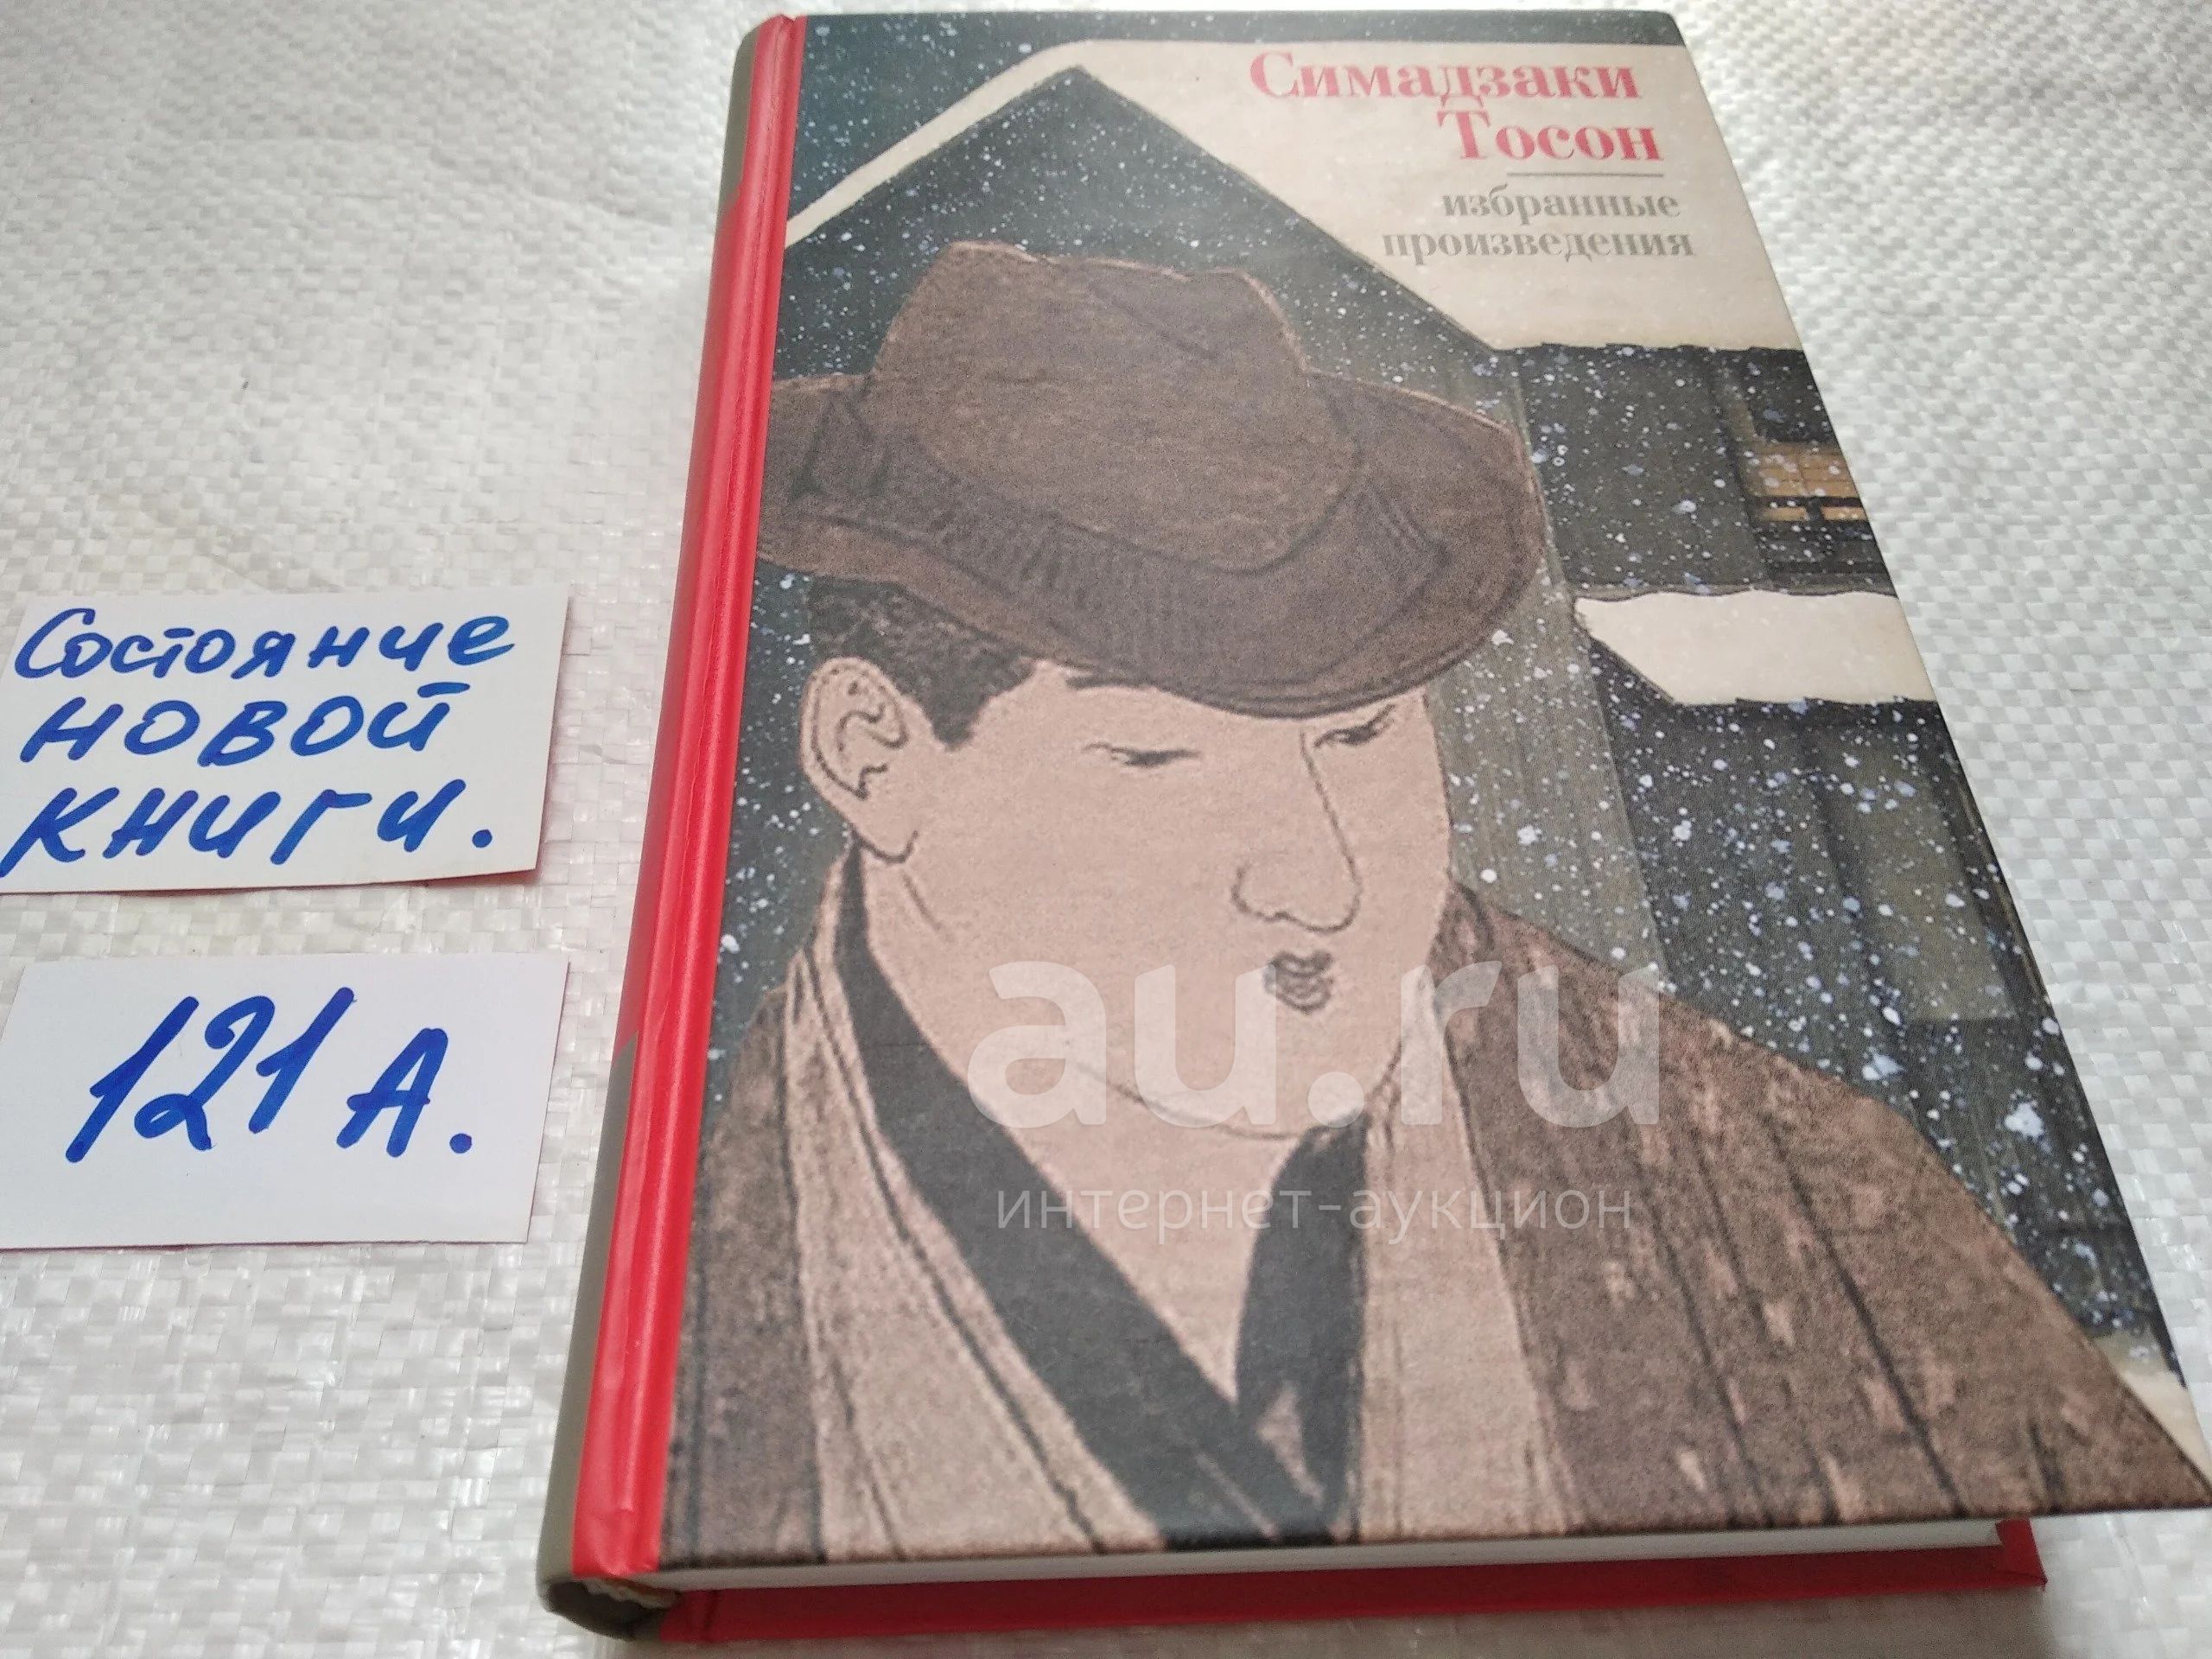 Симадзаки
Тосон
избранные
произведения
Состояние
новой
книги.
121 А.
au.ru
интернет-аукцион